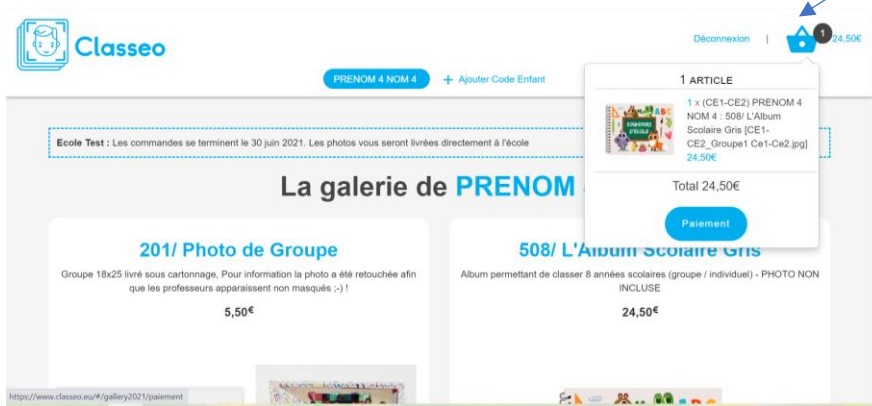 Classeo
Déconnexion | 1 24,50€
PRENOM 4 NOM 4 + Ajouter Code Enfant
1 ARTICLE
SOUVENIRS D'ÉCOLE
1 x (CE1-CE2) PRENOM 4
NOM 4 : 508/ L'Album
Scolaire Gris [CE1-
CE2_Groupe1 Ce1-Ce2.jpg]
24,50€
Total 24,50€
Paiement
Ecole Test : Les commandes se terminent le 30 juin 2021. Les photos vous seront livrées directement à l'école
La galerie de PRENOM
201/ Photo de Groupe
Groupe 18x25 livré sous cartonnage, Pour information la photo a été retouchée afin
que les professeurs apparaissent non masqués ;-) !
5,50€
508/ L'Album Scolaire Gris
Album permettant de classer 8 années scolaires (groupe / individuel) - PHOTO NON
INCLUSE
24,50€
https://www.classeo.eu/#/gallery2021/paiement